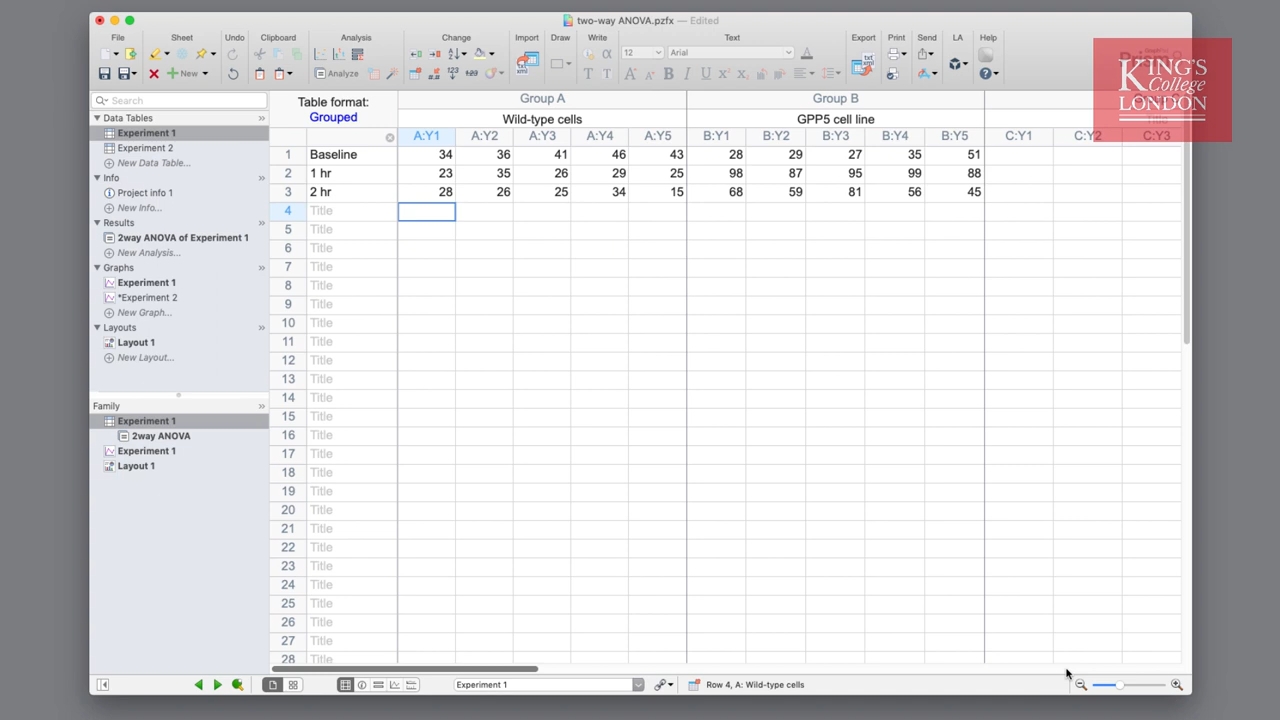 two-way ANOVA.pzfx — Edited
File Sheet Undo Clipboard Analysis Change Import Draw Write Text Export Print Send LA Help
12 Arial
New Analyze
KING'S
College
LONDON
Search
Data Tables
Experiment 1
Experiment 2
New Data Table...
Info
Project info 1
New Info...
Results
2way ANOVA of Experiment 1
New Analysis...
Graphs
Experiment 1
*Experiment 2
New Graph...
Layouts
Layout 1
New Layout...
Family
Experiment 1
2way ANOVA
Experiment 1
Layout 1
Table format:
Grouped
Group A Group B
Wild-type cells GPP5 cell line
A:Y1 A:Y2 A:Y3 A:Y4 A:Y5 B:Y1 B:Y2 B:Y3 B:Y4 B:Y5 C:Y1 C:Y2 C:Y3
1 Baseline 34 36 41 46 43 28 29 27 35 51
2 1 hr 23 35 26 29 25 98 87 95 99 88
3 2 hr 28 26 25 34 15 68 59 81 56 45
4 Title
5 Title
6 Title
7 Title
8 Title
9 Title
10 Title
11 Title
12 Title
13 Title
14 Title
15 Title
16 Title
17 Title
18 Title
19 Title
20 Title
21 Title
22 Title
23 Title
24 Title
25 Title
26 Title
27 Title
28 Title
Experiment 1
Row 4, A: Wild-type cells